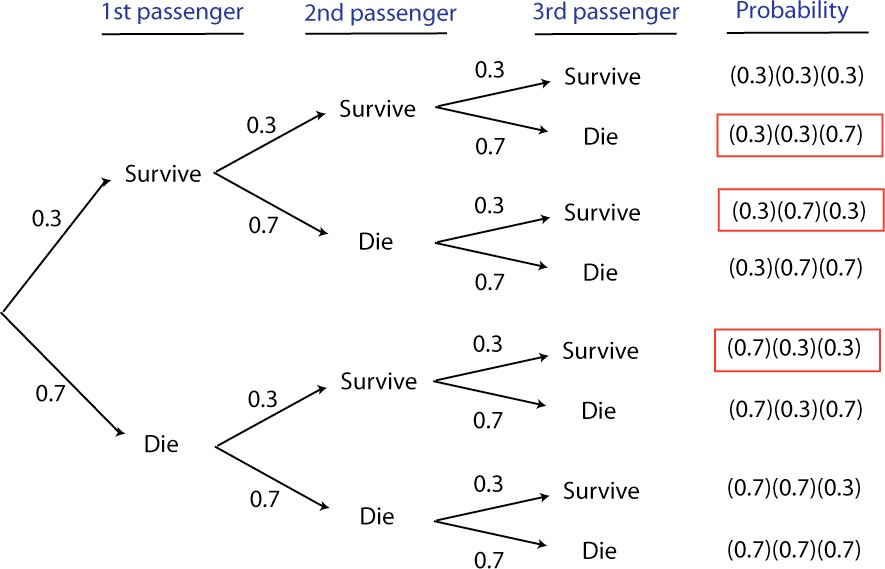 1st passenger 2nd passenger 3rd passenger Probability
0.3 Survive (0.3)(0.3)(0.3)
Survive
0.3 0.7 Die (0.3)(0.3)(0.7)
Survive
0.3 0.7 0.3 Survive (0.3)(0.7)(0.3)
Die
0.7 Die (0.3)(0.7)(0.7)
0.3 Survive (0.7)(0.3)(0.3)
Survive
0.7 0.3 0.7 Die (0.7)(0.3)(0.7)
Die
0.7 0.3 Survive (0.7)(0.7)(0.3)
Die
0.7 Die (0.7)(0.7)(0.7)